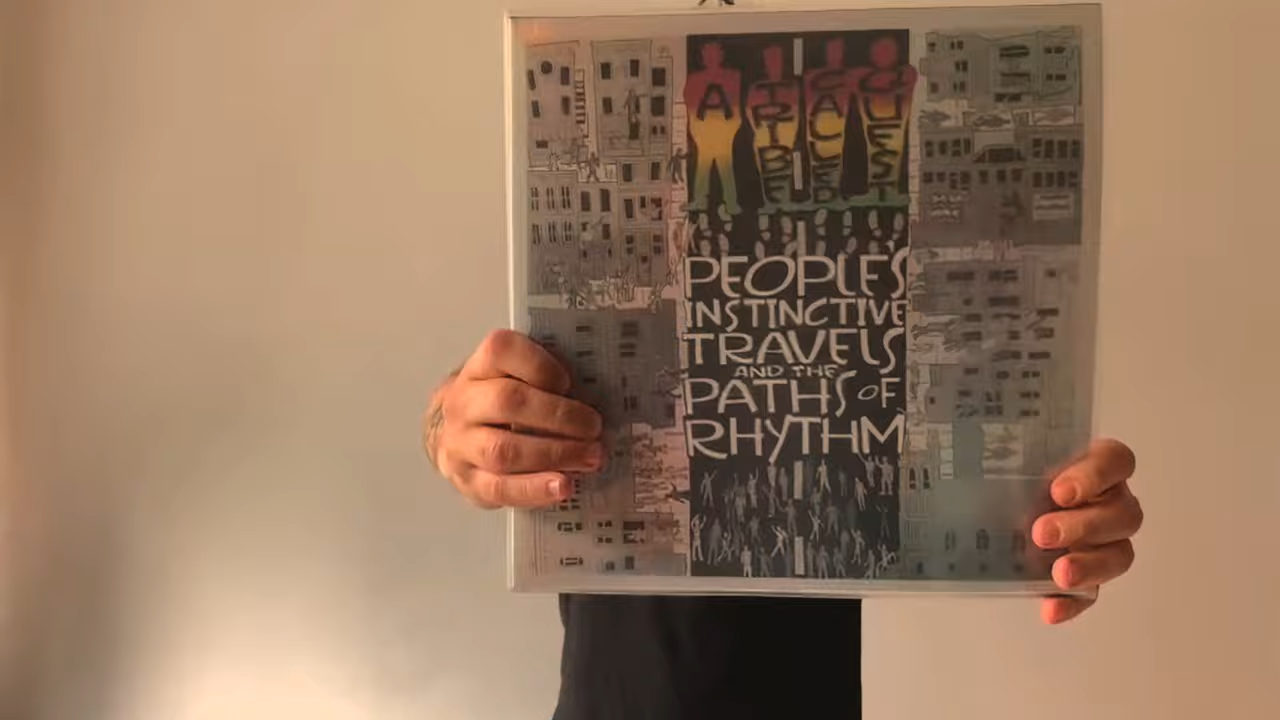 A TRIBE CALLED QUEST
PEOPLE'S
INSTINCTIVE
TRAVELS
AND THE
PATHS OF
RHYTHM